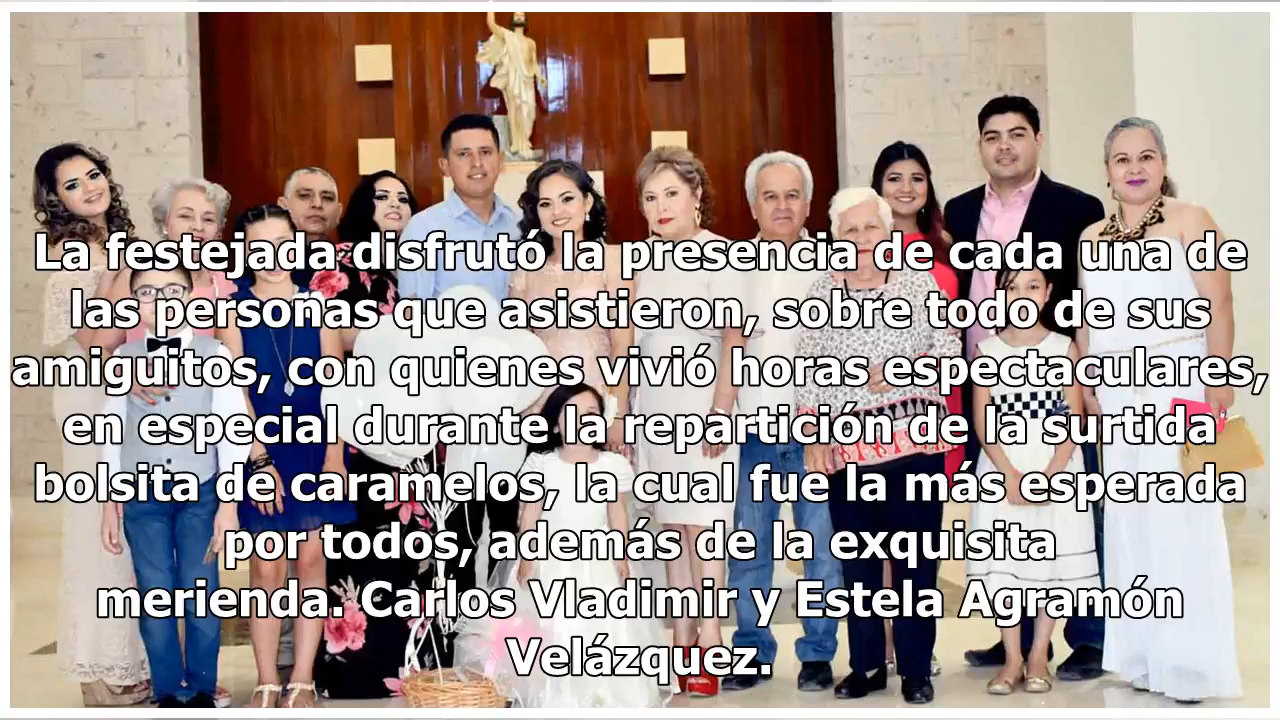 La festejada disfrutó la presencia de cada una de
las personas que asistieron, sobre todo de sus
amiguitos, con quienes vivió horas espectaculares,
en especial durante la repartición de la surtida
bolsita de caramelos, la cual fue la más esperada
por todos, además de la exquisita
merienda. Carlos Vladimir y Estela Agramón
Velázquez.